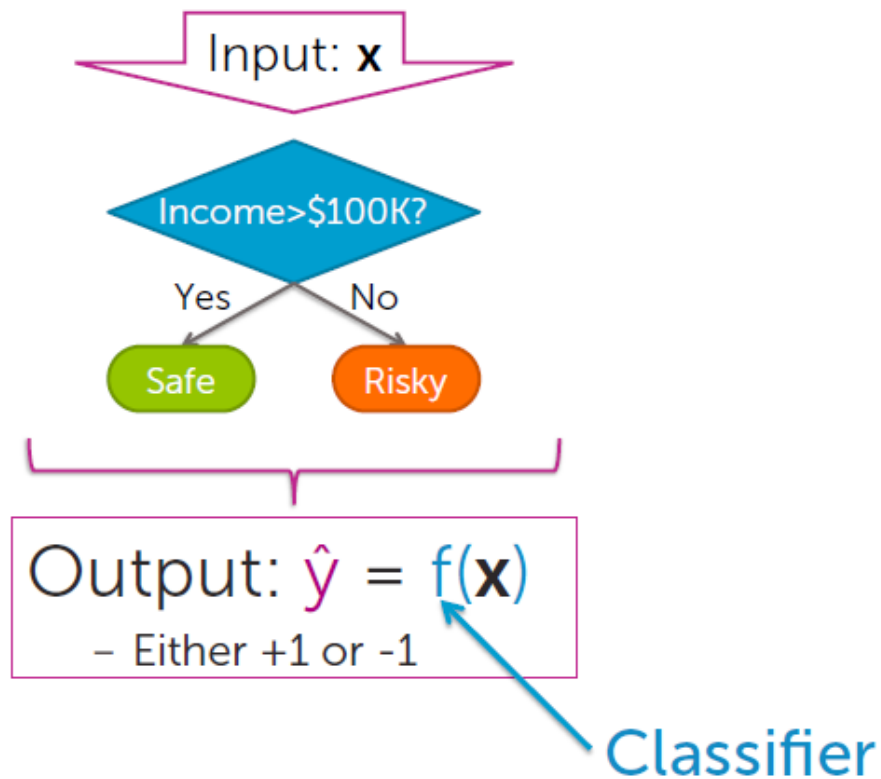 Input: x
Income>$100K?
Yes No
Safe Risky
Output: ŷ = f(x)
– Either +1 or -1
Classifier